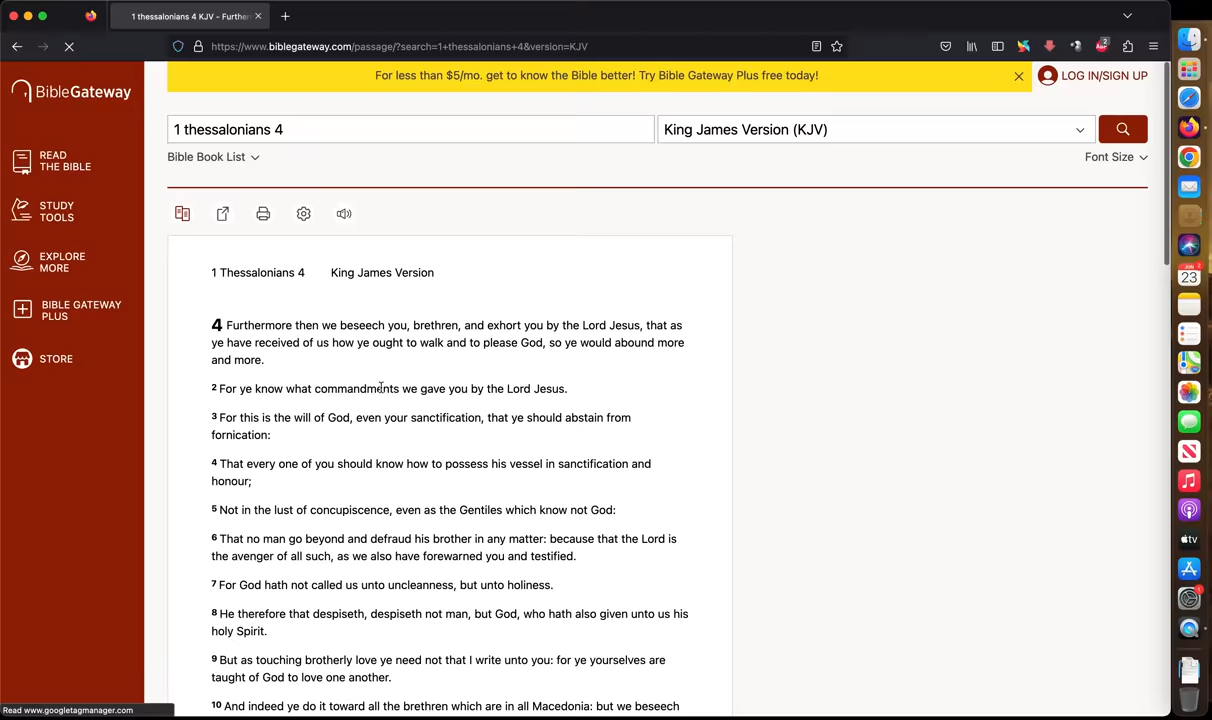 1 thessalonians 4 KJV - Further
https://www.biblegateway.com/passage/?search=1+thessalonians+4&version=KJV
2
For less than $5/mo. get to know the Bible better! Try Bible Gateway Plus free today!
LOG IN/SIGN UP
BibleGateway
READ
THE BIBLE
STUDY
TOOLS
EXPLORE
MORE
BIBLE GATEWAY
PLUS
STORE
1 thessalonians 4
King James Version (KJV)
Bible Book List
Font Size
1 Thessalonians 4 King James Version
4 Furthermore then we beseech you, brethren, and exhort you by the Lord Jesus, that as
ye have received of us how ye ought to walk and to please God, so ye would abound more
and more.
2 For ye know what commandments we gave you by the Lord Jesus.
3 For this is the will of God, even your sanctification, that ye should abstain from
fornication:
4 That every one of you should know how to possess his vessel in sanctification and
honour;
5 Not in the lust of concupiscence, even as the Gentiles which know not God:
6 That no man go beyond and defraud his brother in any matter: because that the Lord is
the avenger of all such, as we also have forewarned you and testified.
7 For God hath not called us unto uncleanness, but unto holiness.
8 He therefore that despiseth, despiseth not man, but God, who hath also given unto us his
holy Spirit.
9 But as touching brotherly love ye need not that I write unto you: for ye yourselves are
taught of God to love one another.
10 And indeed ye do it toward all the brethren which are in all Macedonia: but we beseech
Read www.googletagmanager.com
23
tv
1